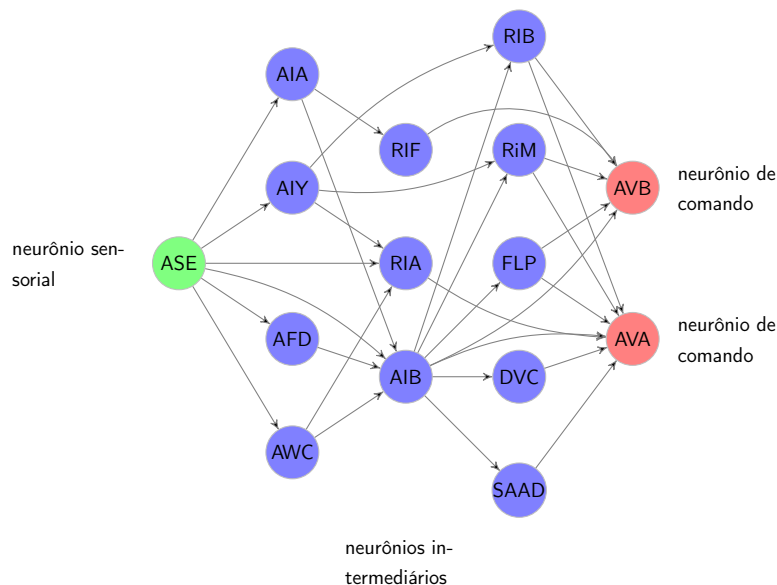 RIB
AIA
RIF
RiM
AIY
AVB
neurônio de
comando
neurônio sen-
sorial
ASE
RIA
FLP
AFD
AVA
neurônio de
comando
AIB
DVC
AWC
SAAD
neurônios in-
termediários